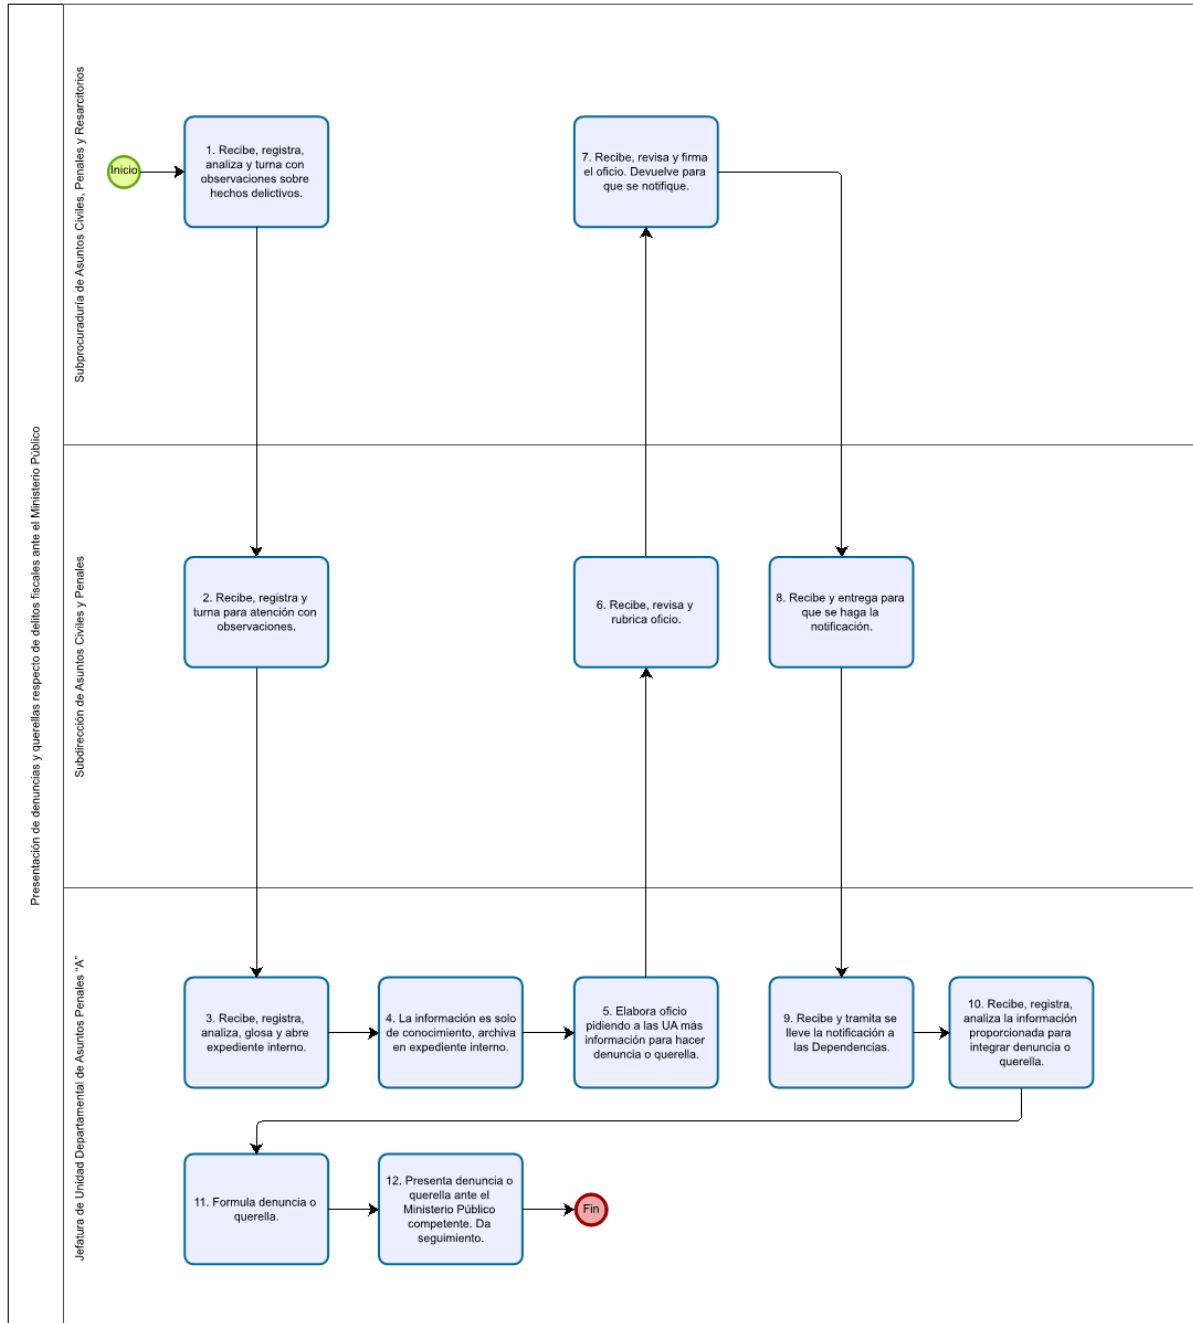 Presentación de denuncias y querellas respecto de delitos fiscales ante el Ministerio Público
Subprocuraduría de Asuntos Civiles, Penales y Resarcitorios
Inicio
1. Recibe, registra,
analiza y turna con
observaciones sobre
hechos delictivos.
7. Recibe, revisa y firma
el oficio. Devuelve para
que se notifique.
Subdirección de Asuntos Civiles y Penales
2. Recibe, registra y
turna para atención con
observaciones.
6. Recibe, revisa y
rubrica oficio.
8. Recibe y entrega para
que se haga la
notificación.
Jefatura de Unidad Departamental de Asuntos Penales "A"
3. Recibe, registra,
analiza, glosa y abre
expediente interno.
4. La información es solo
de conocimiento, archiva
en expediente interno.
5. Elabora oficio
pidiendo a las UA más
información para hacer
denuncia o querella.
9. Recibe y tramita se
lleve la notificación a
las Dependencias.
10. Recibe, registra,
analiza la información
proporcionada para
integrar denuncia o
querella.
11. Formula denuncia o
querella.
12. Presenta denuncia o
querella ante el
Ministerio Público
competente. Da
seguimiento.
Fin